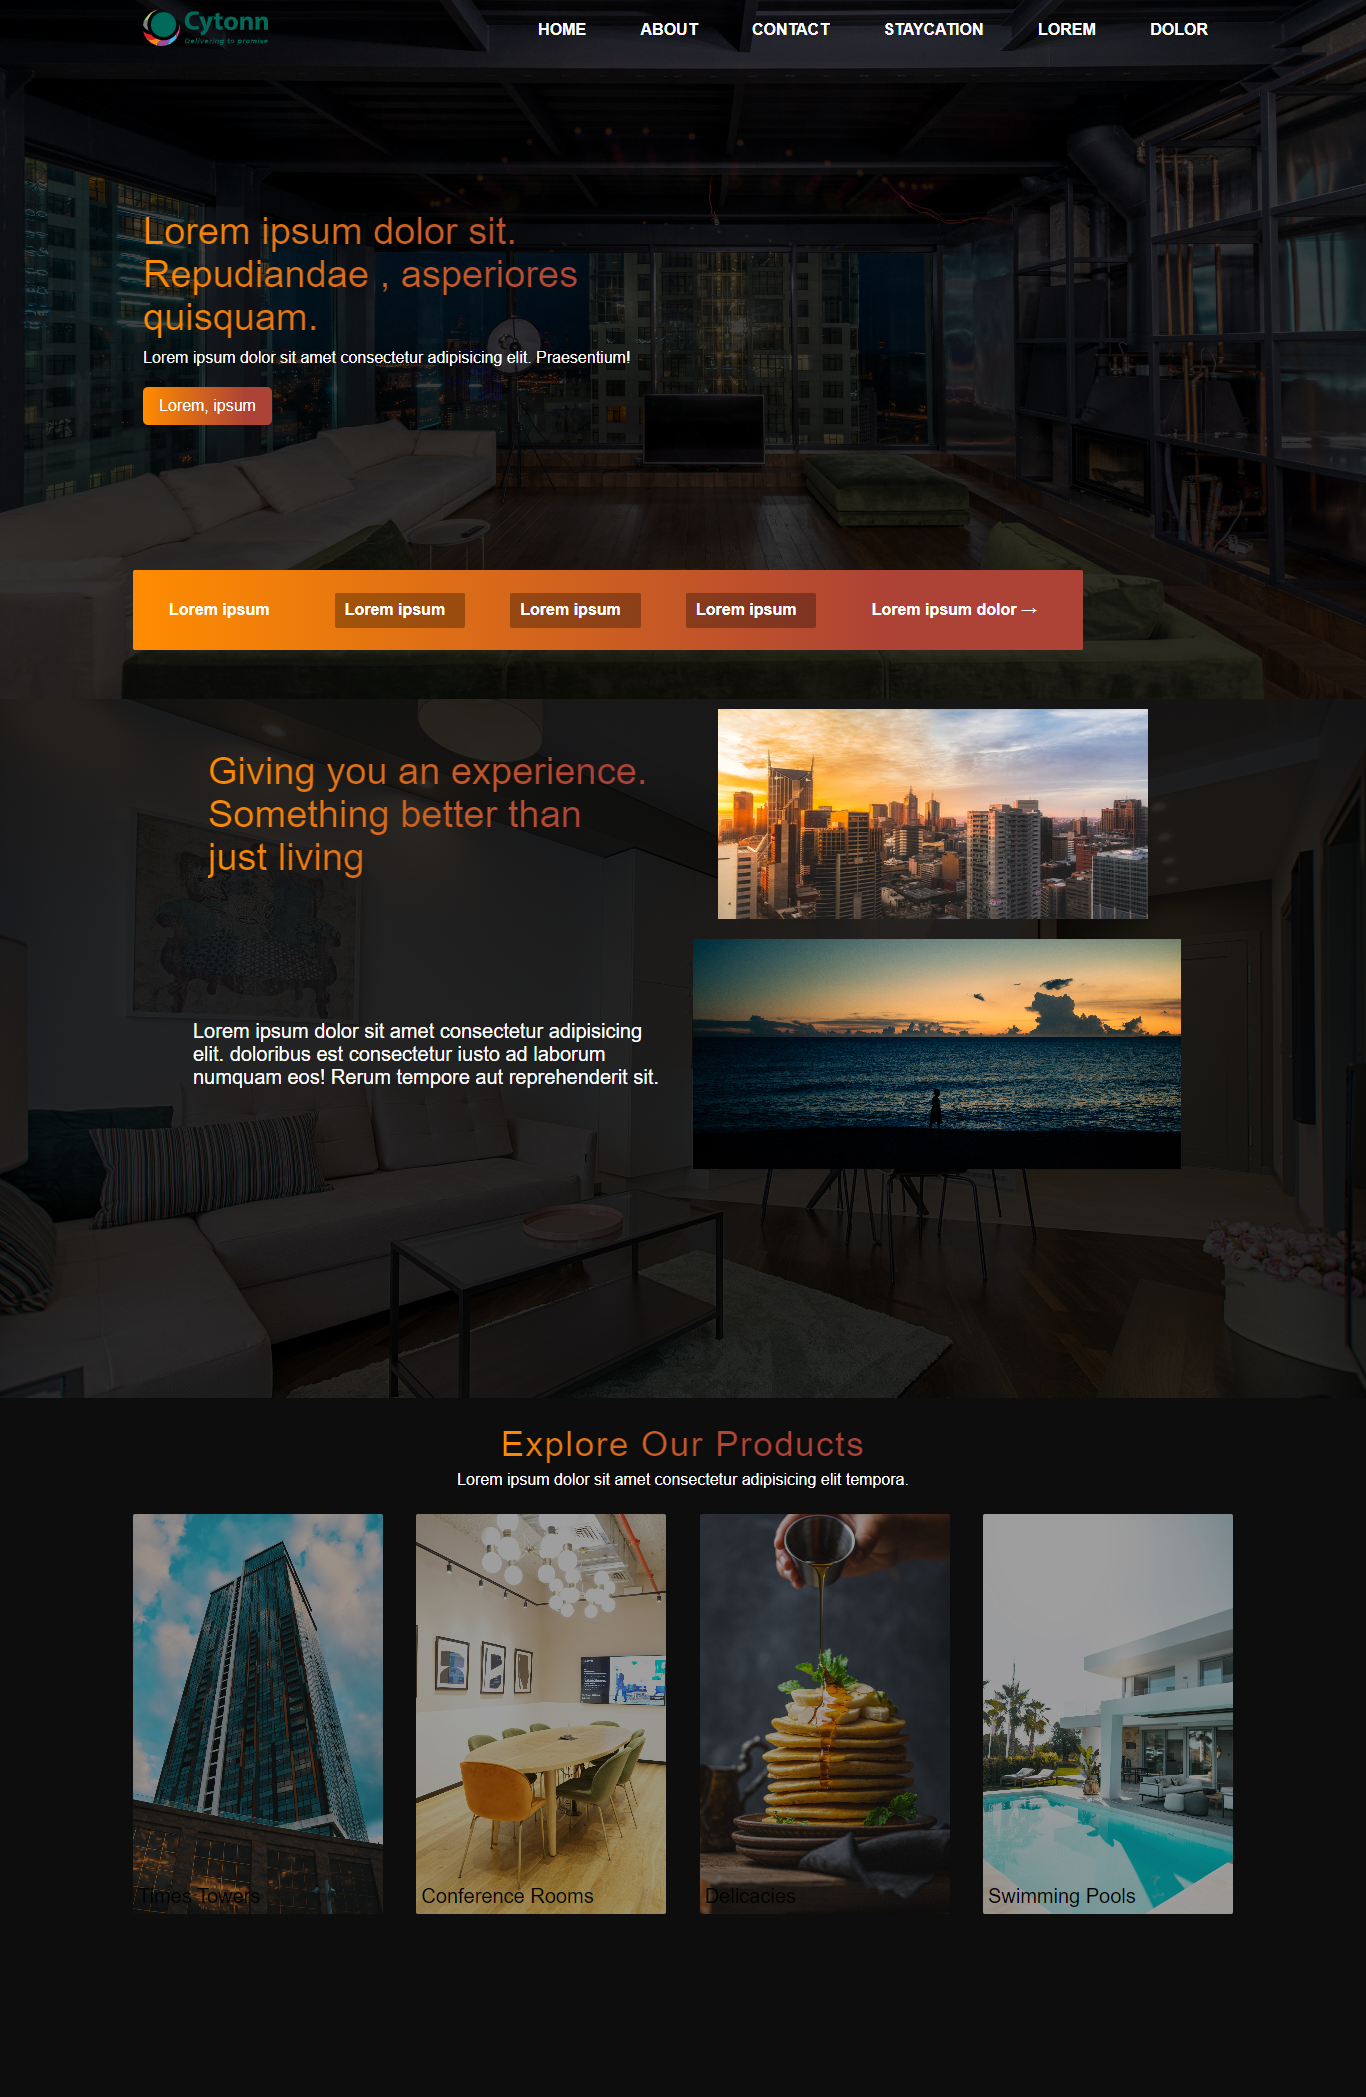 Cytonn
Delivering to promise
HOME ABOUT CONTACT STAYCATION LOREM DOLOR
Lorem ipsum dolor sit.
Repudiandae , asperiores
quisquam.
Lorem ipsum dolor sit amet consectetur adipisicing elit. Praesentium!
Lorem, ipsum
Lorem ipsum Lorem ipsum Lorem ipsum Lorem ipsum Lorem ipsum dolor →
Giving you an experience.
Something better than
just living
Lorem ipsum dolor sit amet consectetur adipisicing
elit. doloribus est consectetur iusto ad laborum
numquam eos! Rerum tempore aut reprehenderit sit.
Explore Our Products
Lorem ipsum dolor sit amet consectetur adipisicing elit tempora.
Times Towers Conference Rooms Delicacies Swimming Pools